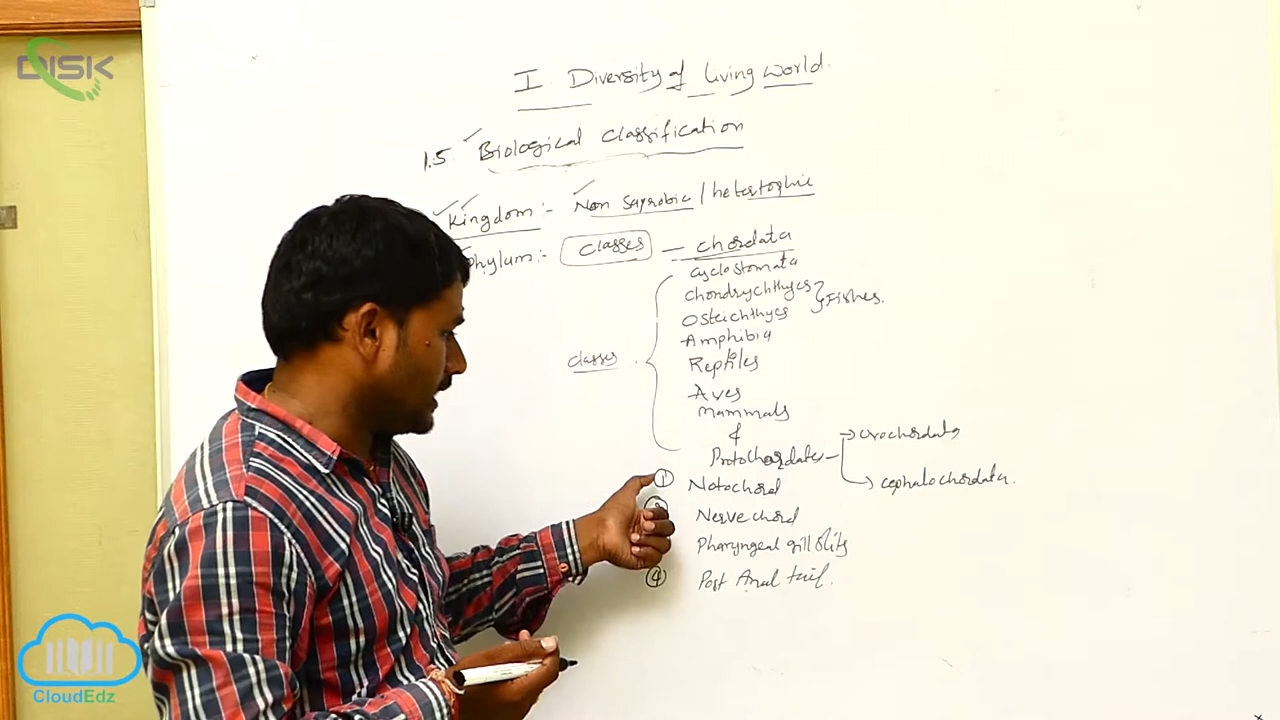 DISK
I. Diversity of living world.
1.5. Biological classification
Kingdom:- Non saprobic / hetertophic
phylum:- classes — chordata
cyclostomata
chondrychthyes
Osteichthyes
Fishes.
Amphibia
classes
Reptiles
Aves
mammals
&
Protochordates
urochordata
cephalochordata.
① Notochord
Nerve chord
Pharyngeal gill slits
④ Post Anal tail.
CloudEdz